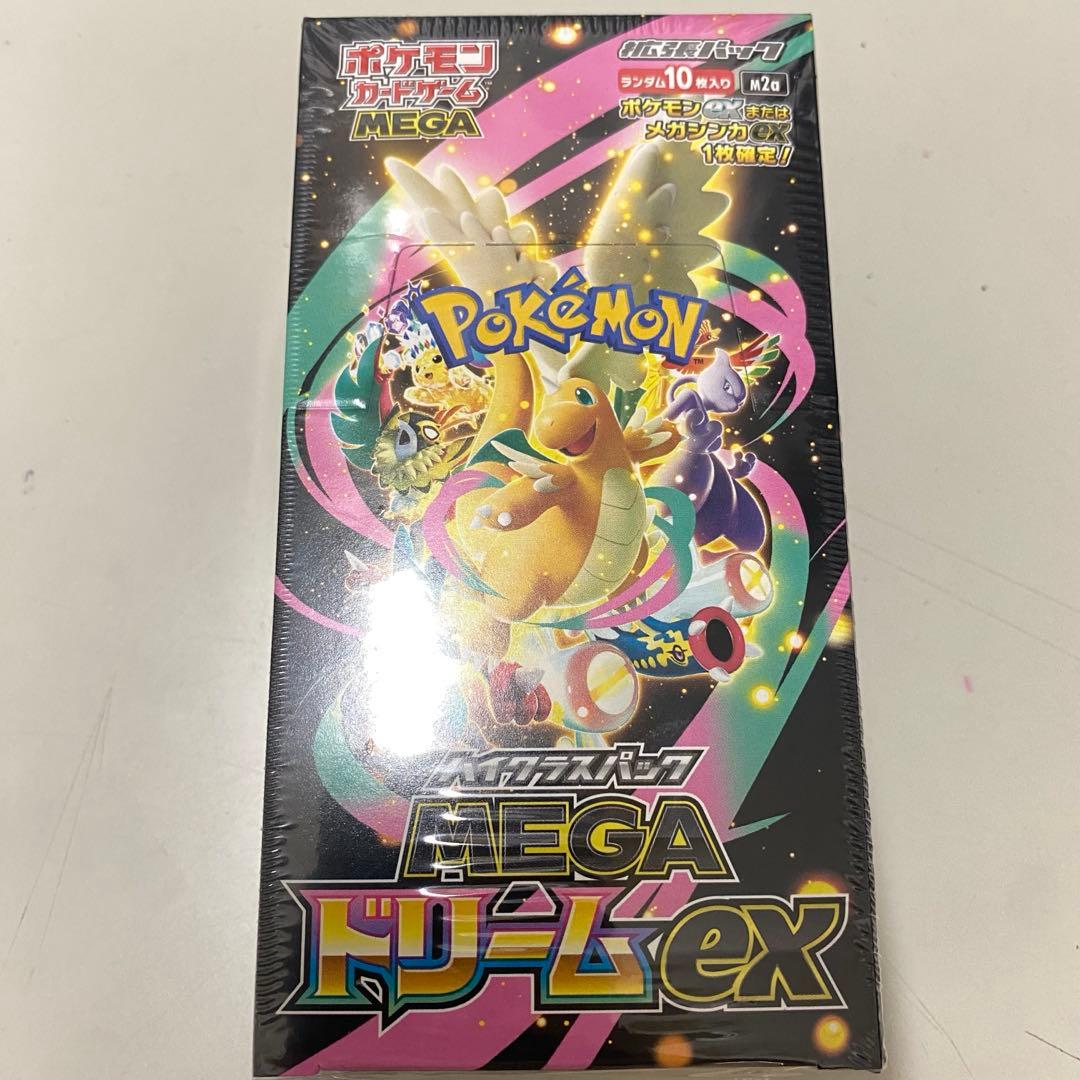 ポケモン
カードゲーム™
MEGA
拡張パック
ランダム10枚入り
M2a
ポケモンexまたは
メガシンカex
1枚確定!
POKéMON™
ハイクラスパック
MEGA
ドリームex